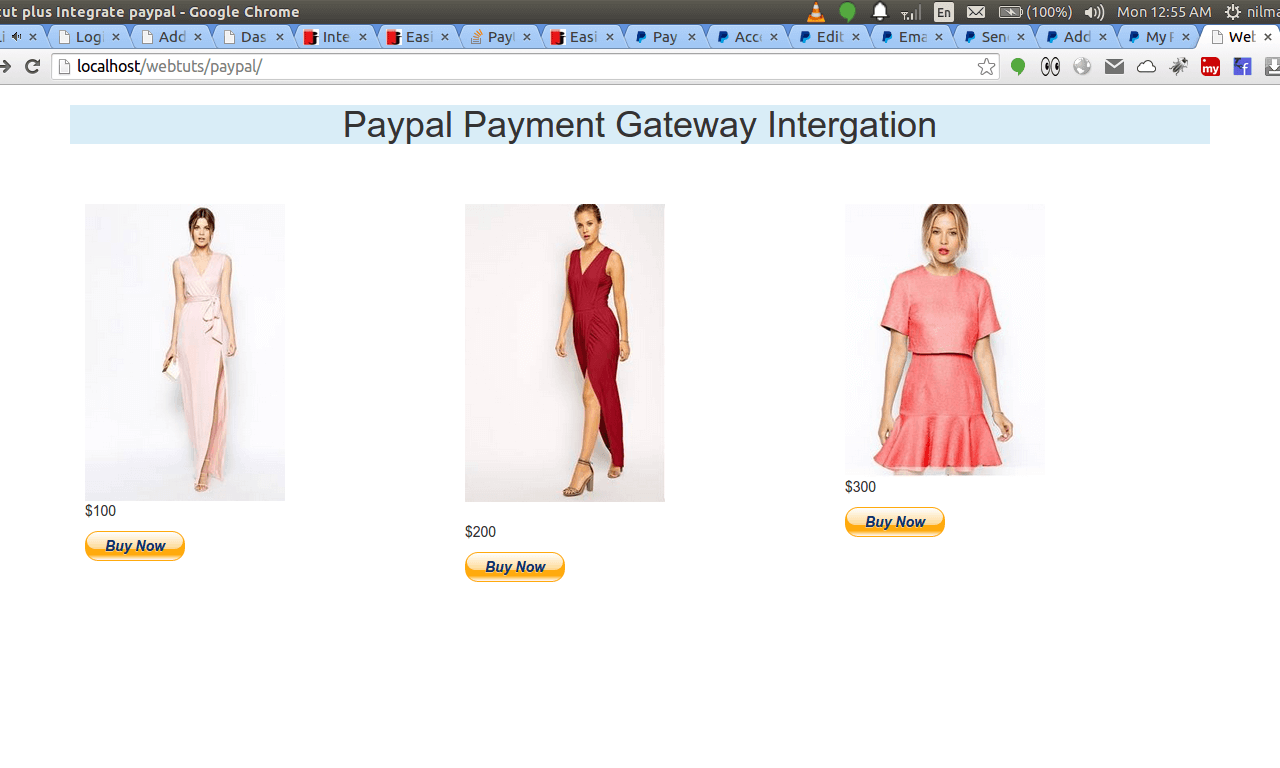 cut plus Integrate paypal - Google Chrome
En (100%) Mon 12:55 AM nilma
Logi Add Das Inte Easi PayP Easi Pay Acco Edit Ema Sen Add My P Web
localhost/webtuts/paypal/
Paypal Payment Gateway Intergation
$100
Buy Now
$200
Buy Now
$300
Buy Now